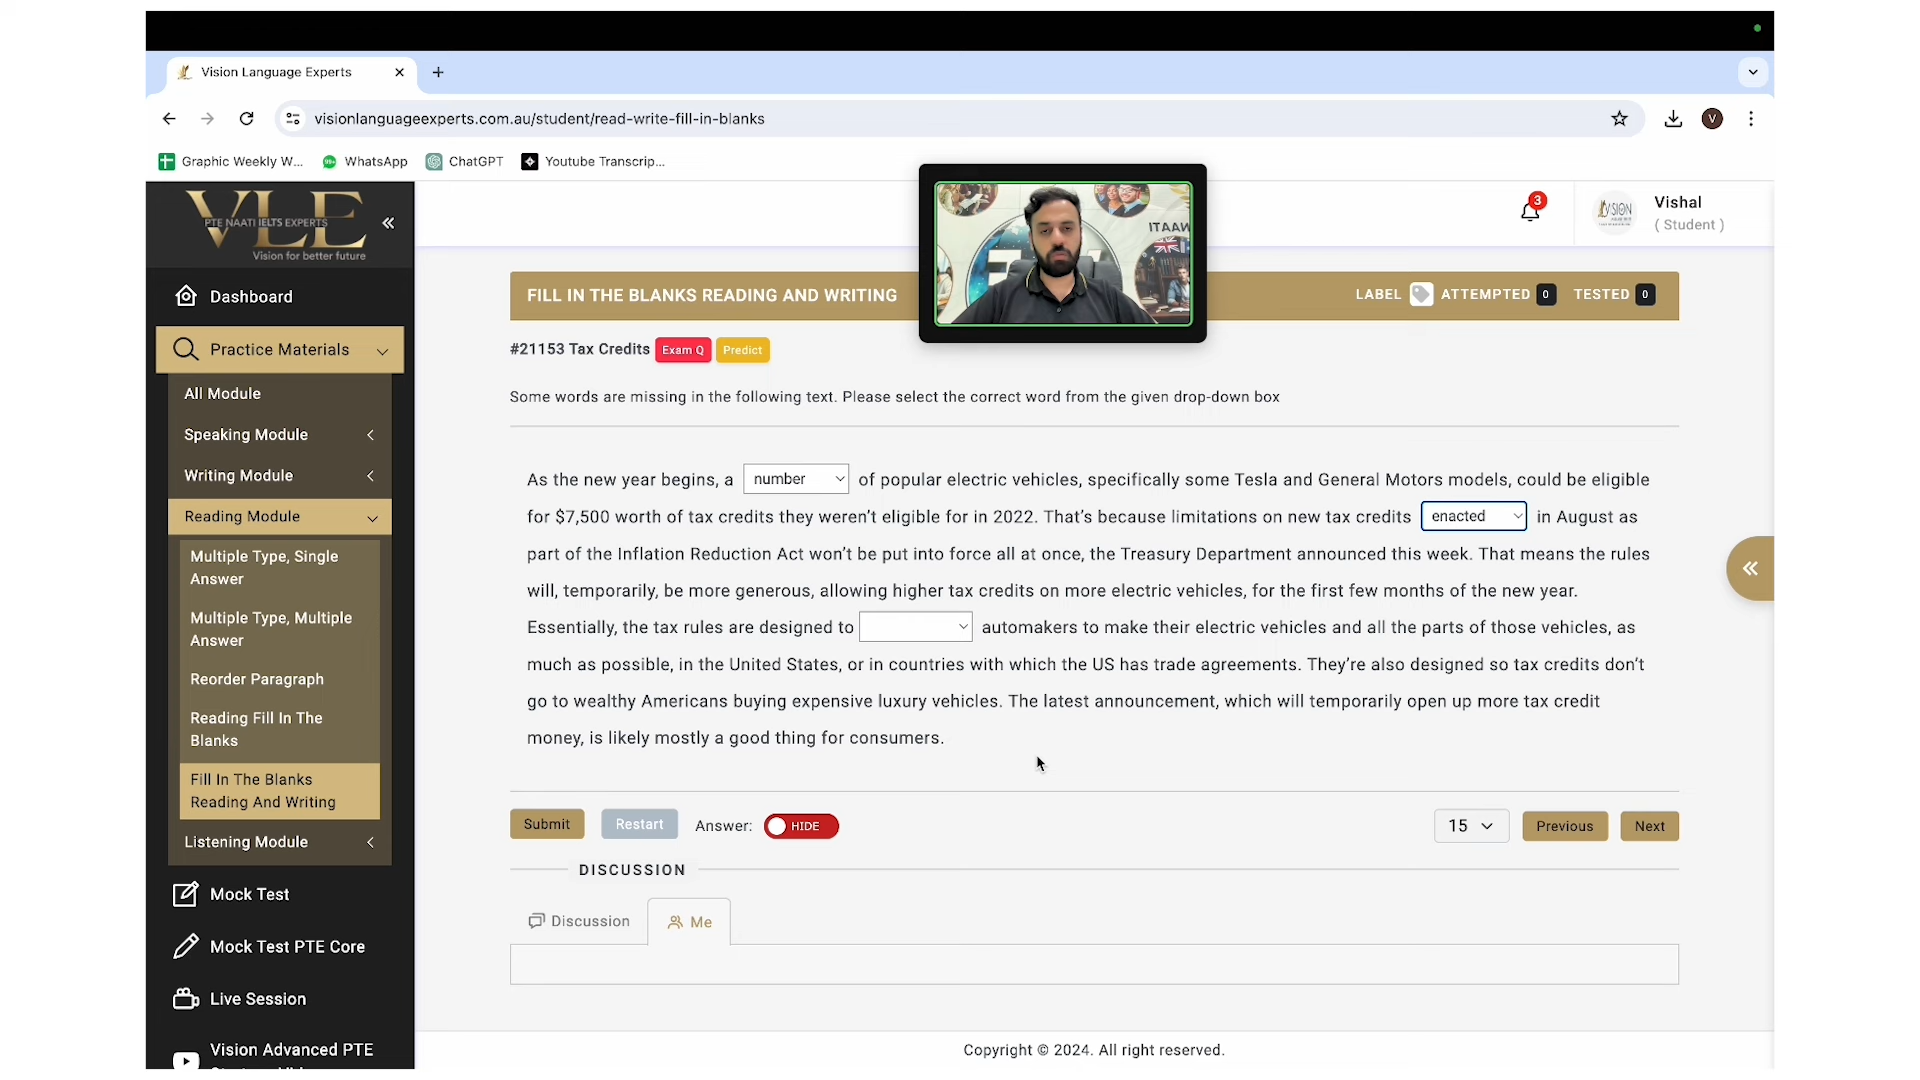 Vision Language Experts
visionlanguageexperts.com.au/student/read-write-fill-in-blanks
V
Graphic Weekly W...
99+
WhatsApp
ChatGPT
Youtube Transcrip...
VLE
PTE NAATI IELTS EXPERTS
Vision for better future
3
VISION
Vishal
( Student )
ITAAN
Dashboard
Practice Materials
All Module
Speaking Module
Writing Module
Reading Module
Multiple Type, Single
Answer
Multiple Type, Multiple
Answer
Reorder Paragraph
Reading Fill In The
Blanks
Fill In The Blanks
Reading And Writing
Listening Module
Mock Test
Mock Test PTE Core
Live Session
Vision Advanced PTE
FILL IN THE BLANKS READING AND WRITING
LABEL ATTEMPTED 0 TESTED 0
#21153 Tax Credits Exam Q Predict
Some words are missing in the following text. Please select the correct word from the given drop-down box
As the new year begins, a number of popular electric vehicles, specifically some Tesla and General Motors models, could be eligible
for $7,500 worth of tax credits they weren't eligible for in 2022. That's because limitations on new tax credits enacted in August as
part of the Inflation Reduction Act won't be put into force all at once, the Treasury Department announced this week. That means the rules
will, temporarily, be more generous, allowing higher tax credits on more electric vehicles, for the first few months of the new year.
Essentially, the tax rules are designed to automakers to make their electric vehicles and all the parts of those vehicles, as
much as possible, in the United States, or in countries with which the US has trade agreements. They're also designed so tax credits don't
go to wealthy Americans buying expensive luxury vehicles. The latest announcement, which will temporarily open up more tax credit
money, is likely mostly a good thing for consumers.
Submit Restart Answer: HIDE 15 Previous Next
DISCUSSION
Discussion Me
Copyright © 2024. All right reserved.